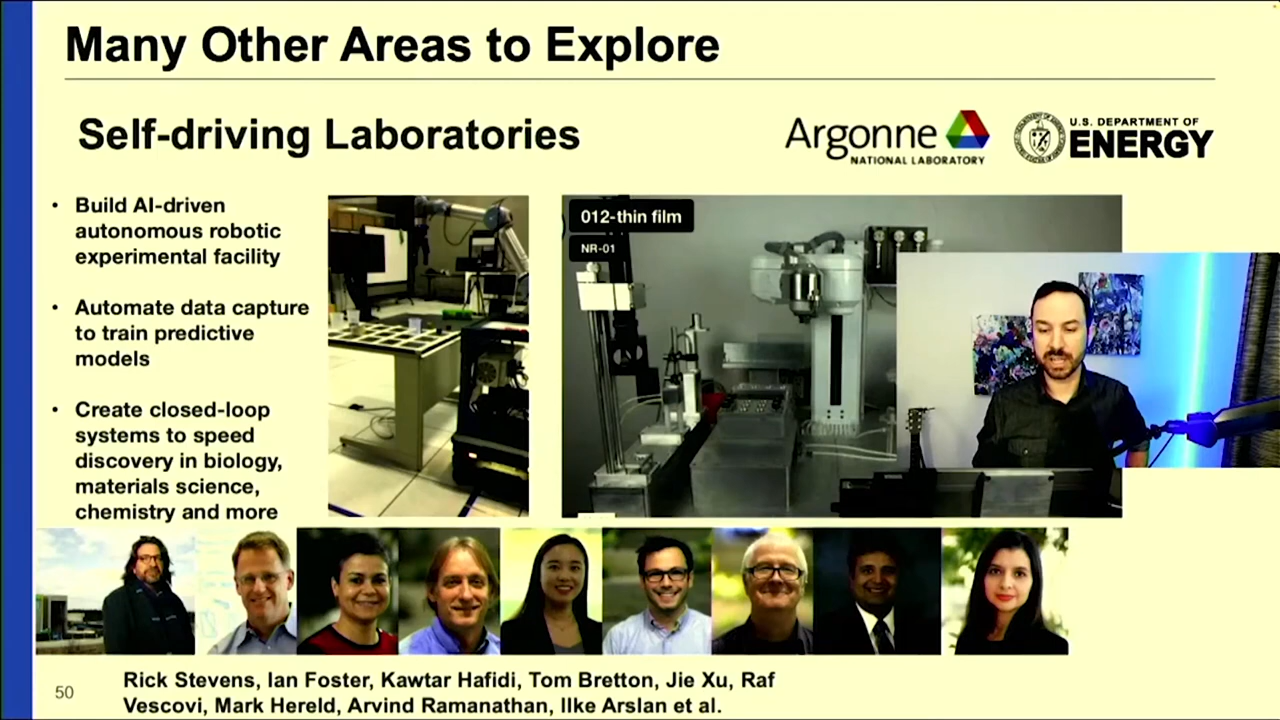 Many Other Areas to Explore
Self-driving Laboratories
Argonne
NATIONAL LABORATORY
U.S. DEPARTMENT OF
ENERGY
• Build AI-driven
autonomous robotic
experimental facility
• Automate data capture
to train predictive
models
• Create closed-loop
systems to speed
discovery in biology,
materials science,
chemistry and more
012-thin film
NR-01
Rick Stevens, Ian Foster, Kawtar Hafidi, Tom Bretton, Jie Xu, Raf
Vescovi, Mark Hereld, Arvind Ramanathan, Ilke Arslan et al.
50